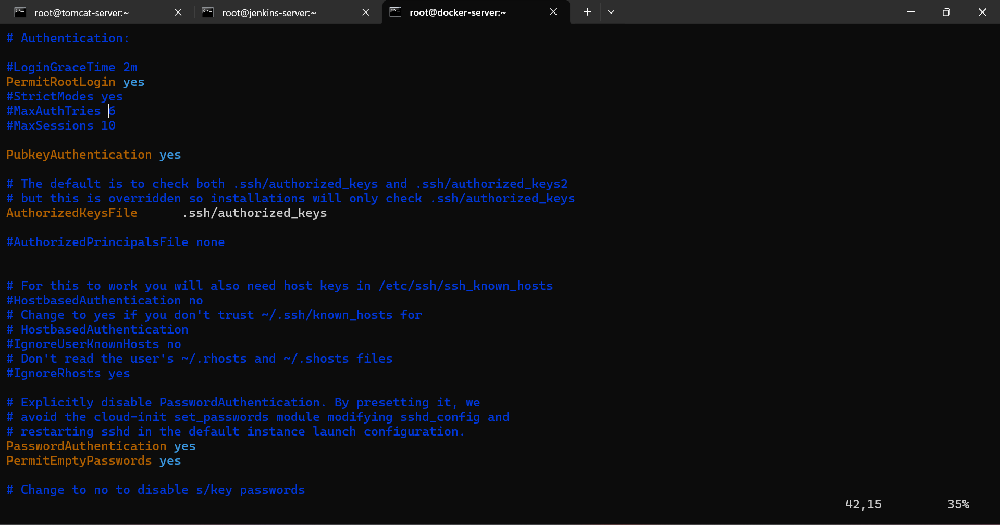 root@tomcat-server:~
root@jenkins-server:~
root@docker-server:~
# Authentication:
#LoginGraceTime 2m
PermitRootLogin yes
#StrictModes yes
#MaxAuthTries 6
#MaxSessions 10
PubkeyAuthentication yes
# The default is to check both .ssh/authorized_keys and .ssh/authorized_keys2
# but this is overridden so installations will only check .ssh/authorized_keys
AuthorizedKeysFile      .ssh/authorized_keys
#AuthorizedPrincipalsFile none
# For this to work you will also need host keys in /etc/ssh/ssh_known_hosts
#HostbasedAuthentication no
# Change to yes if you don't trust ~/.ssh/known_hosts for
# HostbasedAuthentication
#IgnoreUserKnownHosts no
# Don't read the user's ~/.rhosts and ~/.shosts files
#IgnoreRhosts yes
# Explicitly disable PasswordAuthentication. By presetting it, we
# avoid the cloud-init set_passwords module modifying sshd_config and
# restarting sshd in the default instance launch configuration.
PasswordAuthentication yes
PermitEmptyPasswords yes
# Change to no to disable s/key passwords
42,15 35%